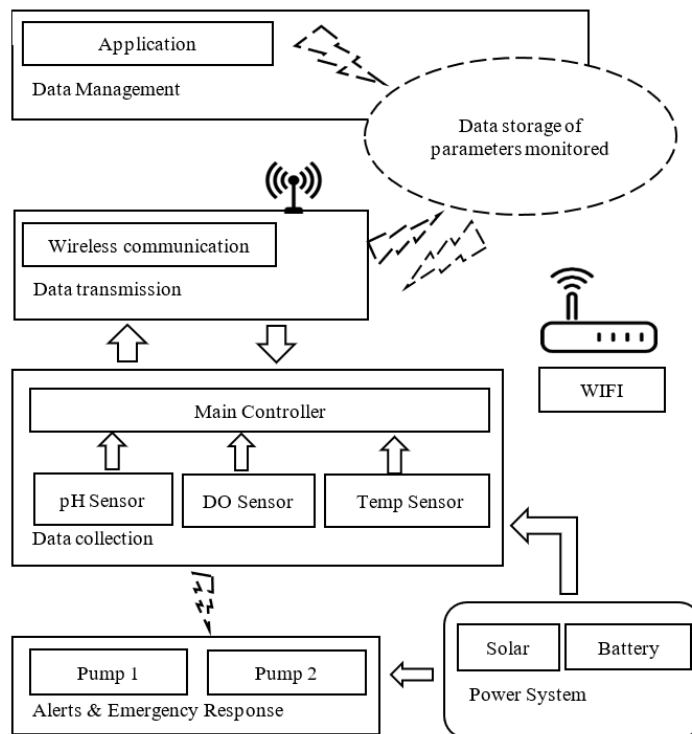 Application
Data Management
Data storage of
parameters monitored
Wireless communication
Data transmission
WIFI
Main Controller
pH Sensor
DO Sensor
Temp Sensor
Data collection
Solar
Battery
Power System
Pump 1
Pump 2
Alerts & Emergency Response